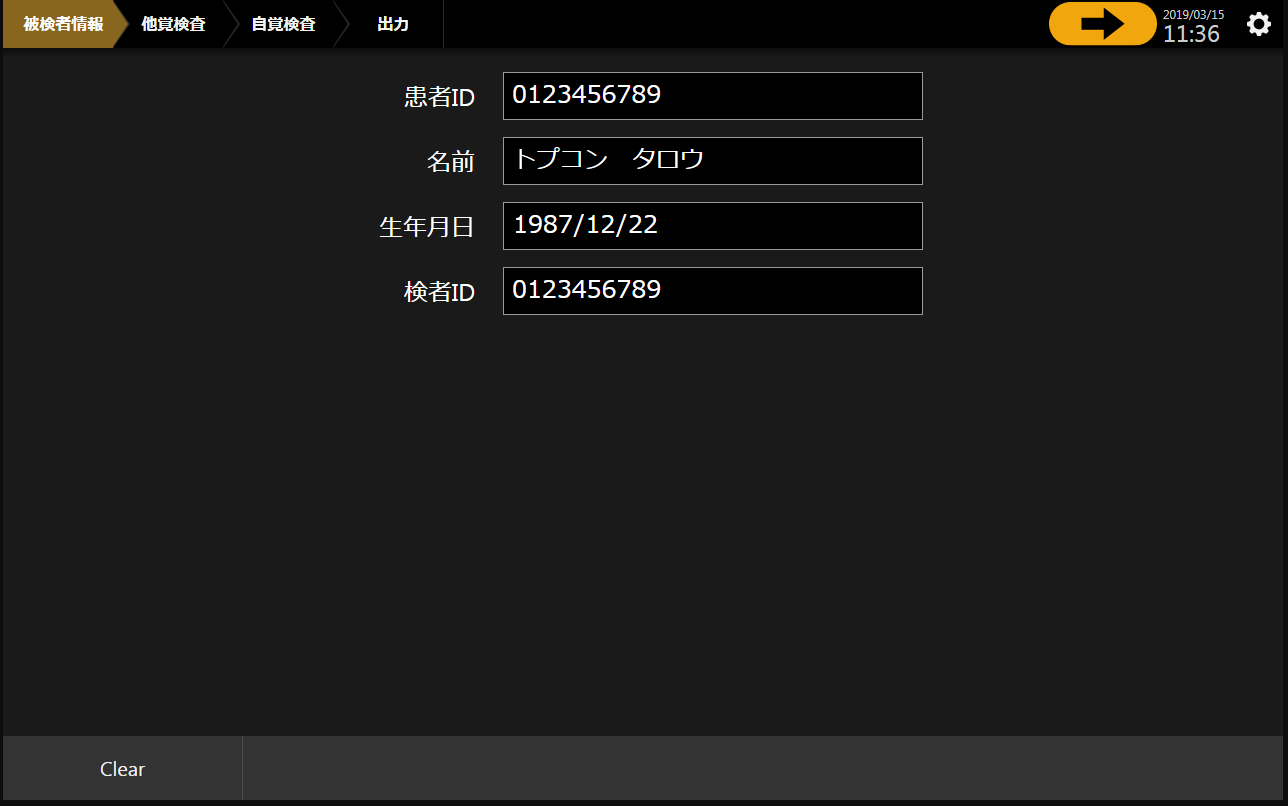 被検者情報 他覚検査 自覚検査 出力 2019/03/15
11:36
患者ID 0123456789
名前 トプコン　タロウ
生年月日 1987/12/22
検者ID 0123456789
Clear